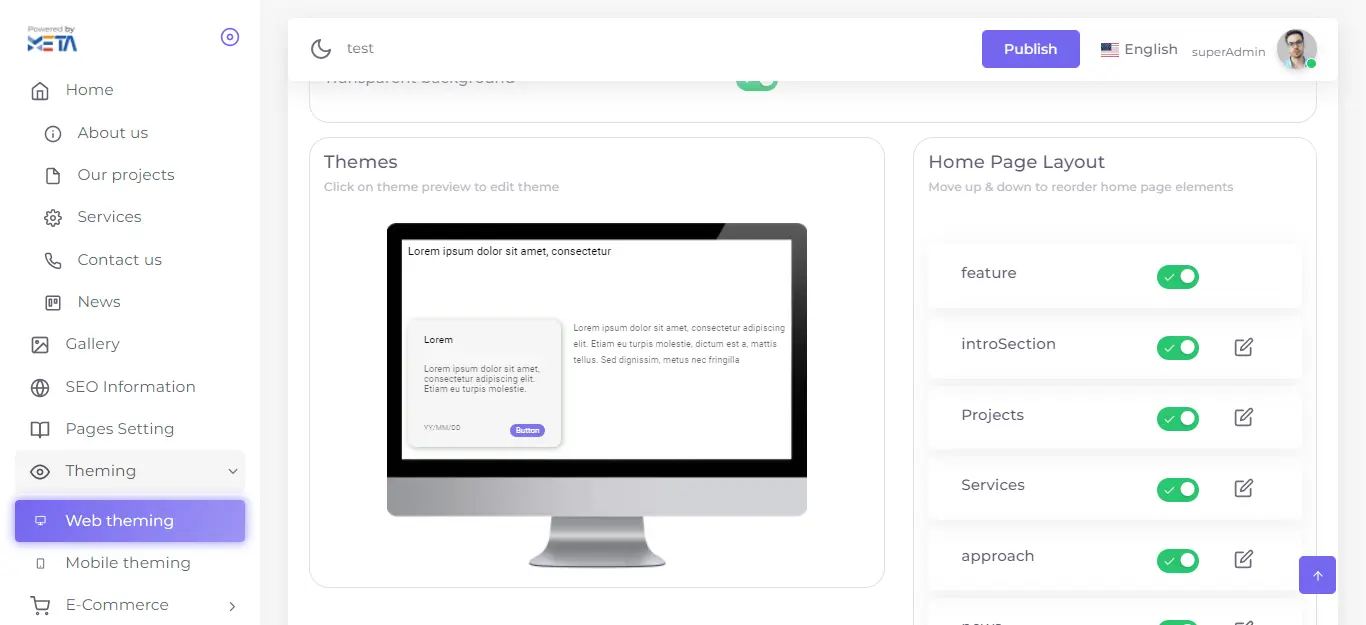 Powered by
META
Home
About us
Our projects
Services
Contact us
News
Gallery
SEO Information
Pages Setting
Theming
Web theming
Mobile theming
E-Commerce
test
Publish
English
superAdmin
Transparent background
Themes
Click on theme preview to edit theme
Lorem ipsum dolor sit amet, consectetur
Lorem
Lorem ipsum dolor sit amet,
consectetur adipiscing elit.
Etiam eu turpis molestie.
YY/MM/DD
Button
Lorem ipsum dolor sit amet, consectetur adipiscing
elit. Etiam eu turpis molestie, dictum est a, mattis
tellus. Sed dignissim, metus nec fringilla
Home Page Layout
Move up & down to reorder home page elements
feature
introSection
Projects
Services
approach